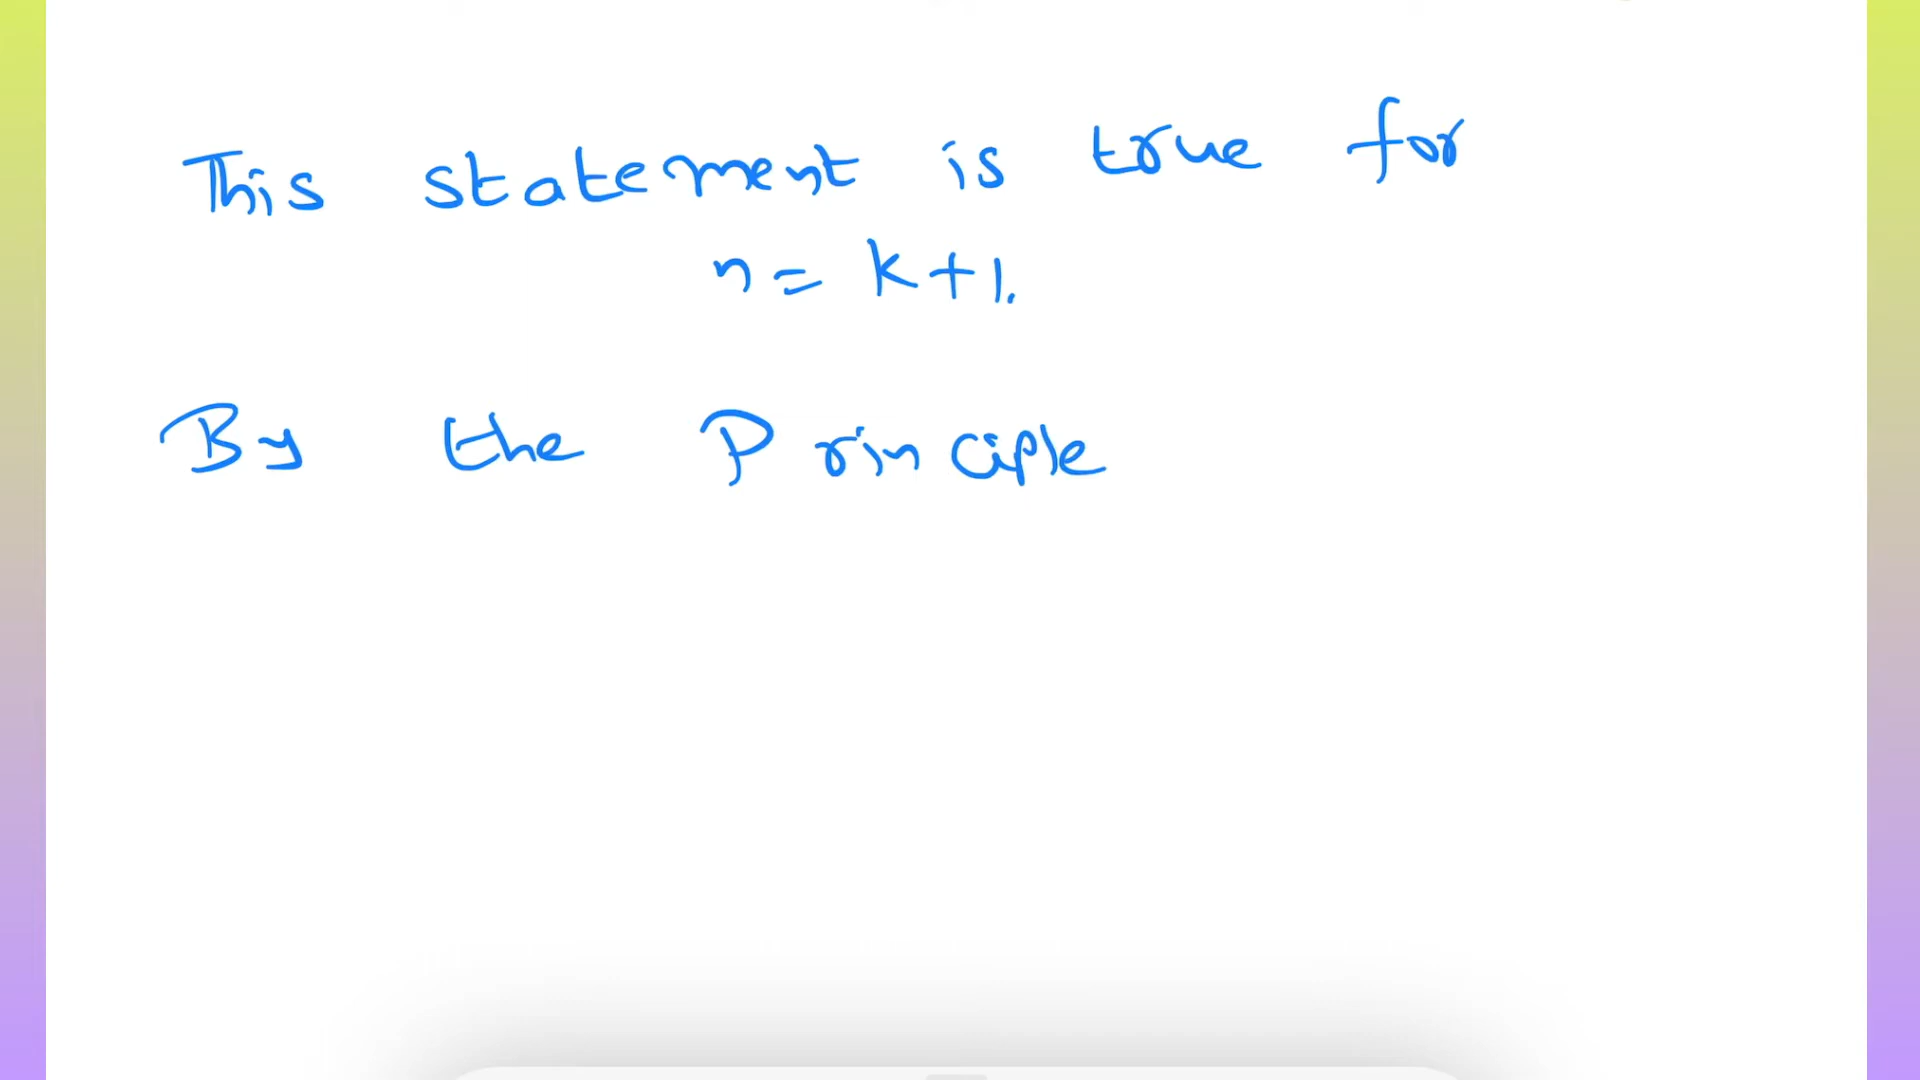 This statement is true for
n = k + 1.
By the Principle